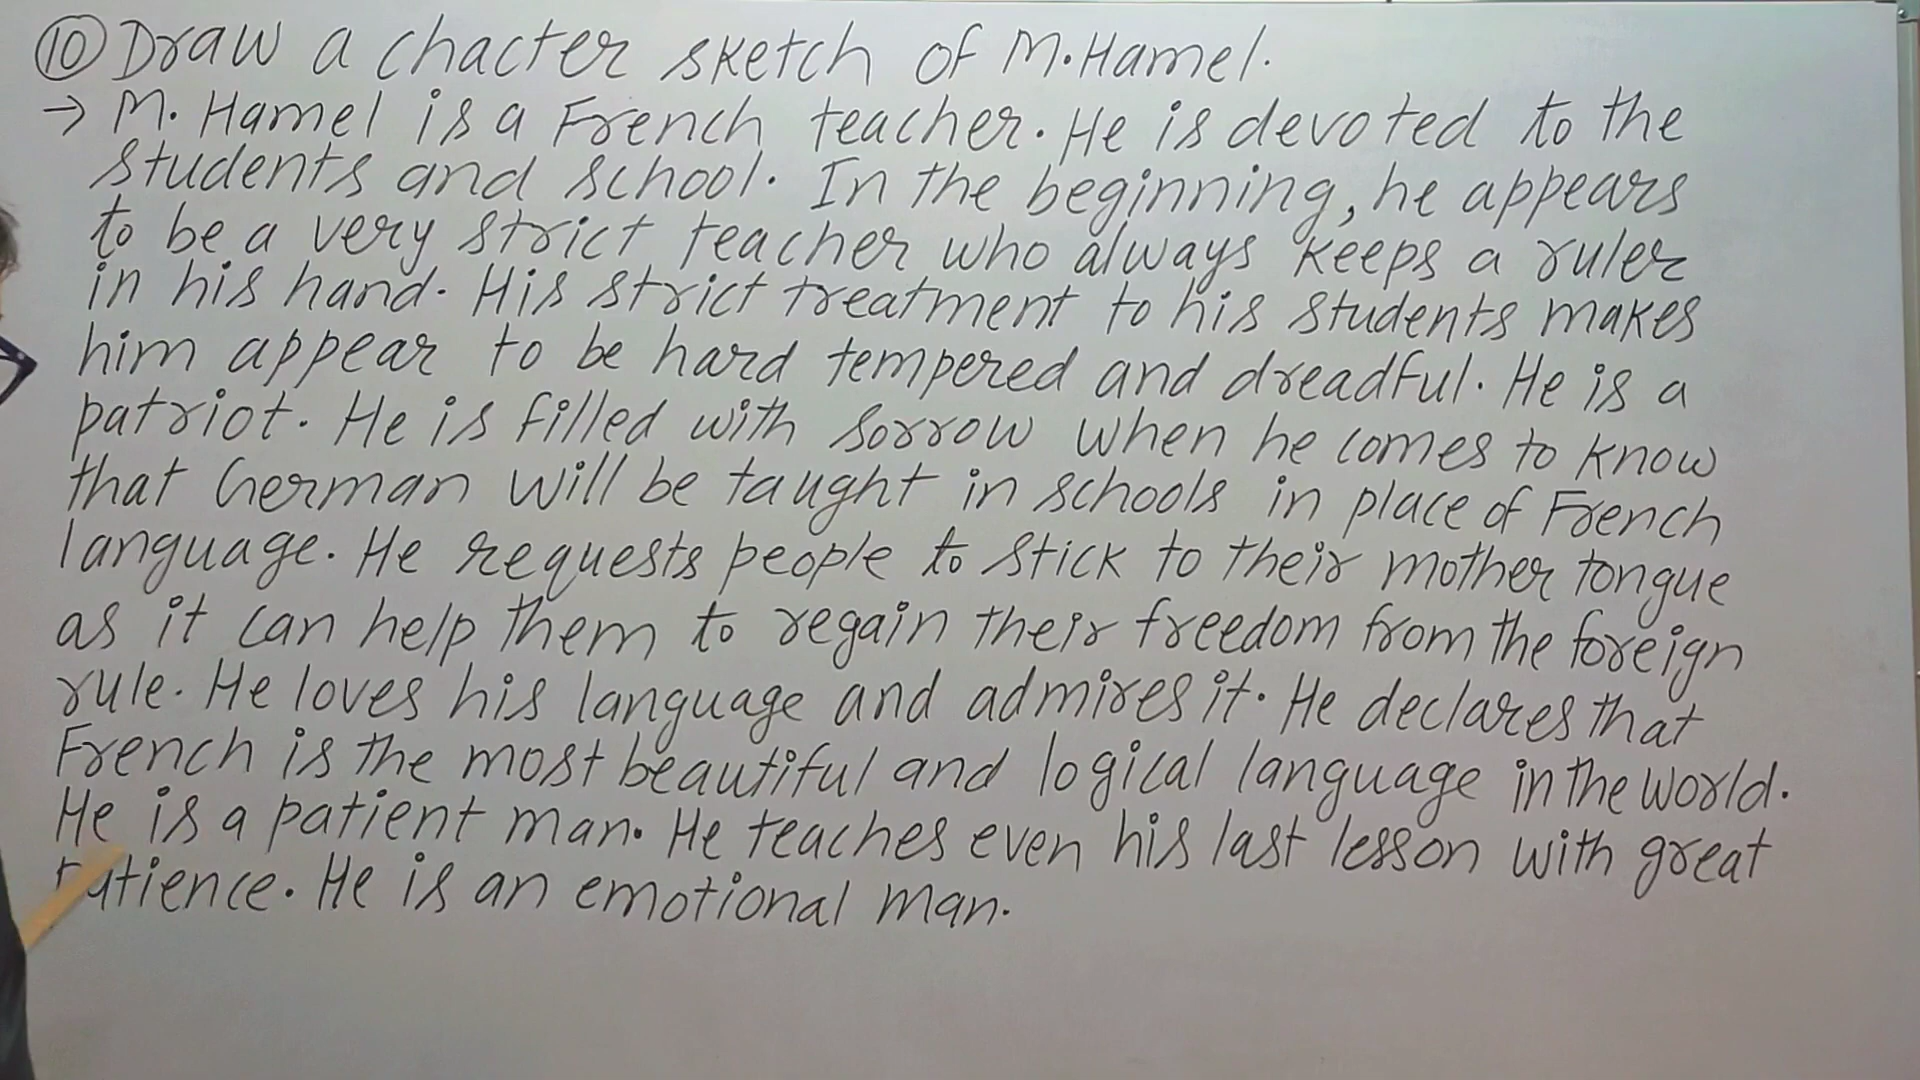 ⑩ Draw a chacter sketch of M. Hamel.
→ M. Hamel is a French teacher. He is devoted to the
students and school. In the beginning, he appears
to be a very strict teacher who always keeps a ruler
in his hand. His strict treatment to his students makes
him appear to be hard tempered and dreadful. He is a
patriot. He is filled with sorrow when he comes to know
that German will be taught in schools in place of French
language. He requests people to stick to their mother tongue
as it can help them to regain their freedom from the foreign
rule. He loves his language and admires it. He declares that
French is the most beautiful and logical language in the world.
He is a patient man. He teaches even his last lesson with great
patience. He is an emotional man.